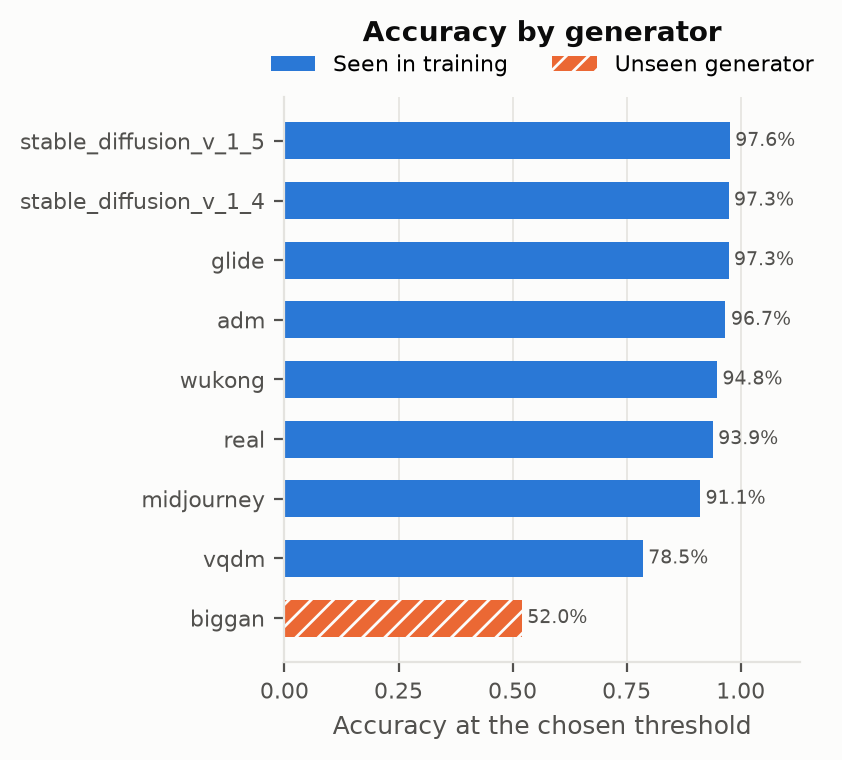 Accuracy by generator
Seen in training Unseen generator
stable_diffusion_v_1_5 97.6%
stable_diffusion_v_1_4 97.3%
glide 97.3%
adm 96.7%
wukong 94.8%
real 93.9%
midjourney 91.1%
vqdm 78.5%
biggan 52.0%
0.00 0.25 0.50 0.75 1.00
Accuracy at the chosen threshold